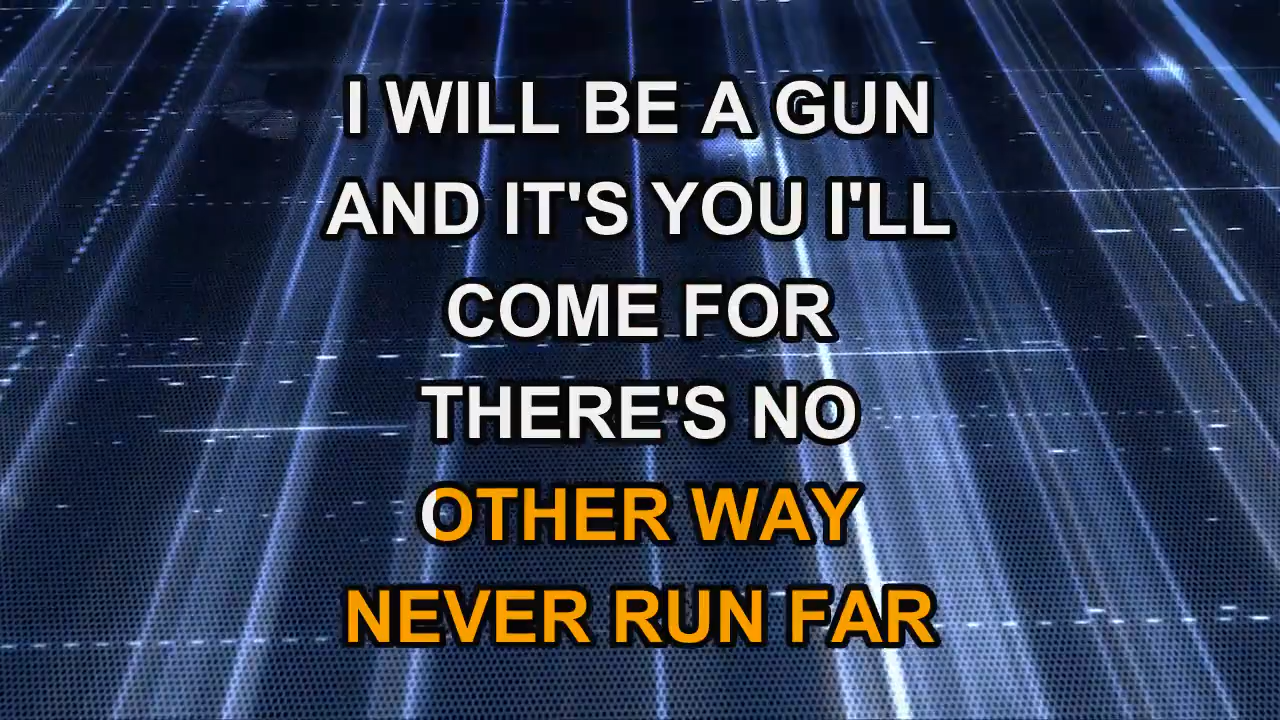 I WILL BE A GUN
AND IT'S YOU I'LL
COME FOR
THERE'S NO
OTHER WAY
NEVER RUN FAR